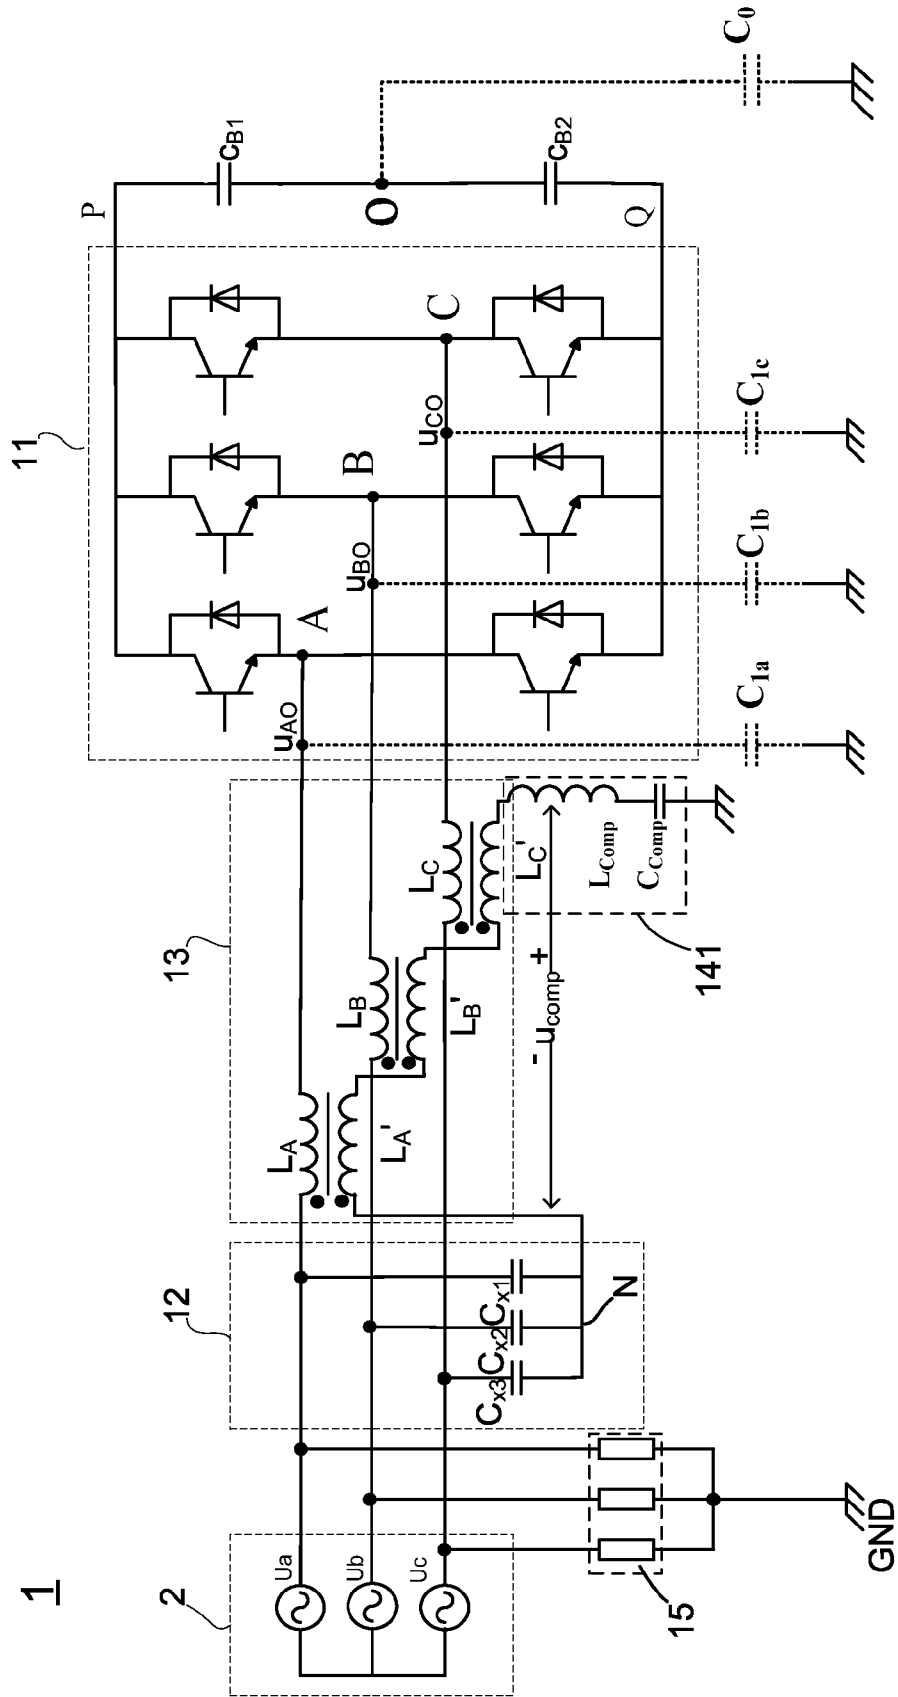 1
2
Ua
Ub
Uc
15
GND
12
Cx1
Cx2
Cx3
N
13
LA
LA'
LB
LB'
LC
LC'
- ucomp +
LComp
CComp
141
11
uAO
A
uBO
B
uCO
C
P
Q
O
CB1
CB2
C1a
C1b
C1c
C0